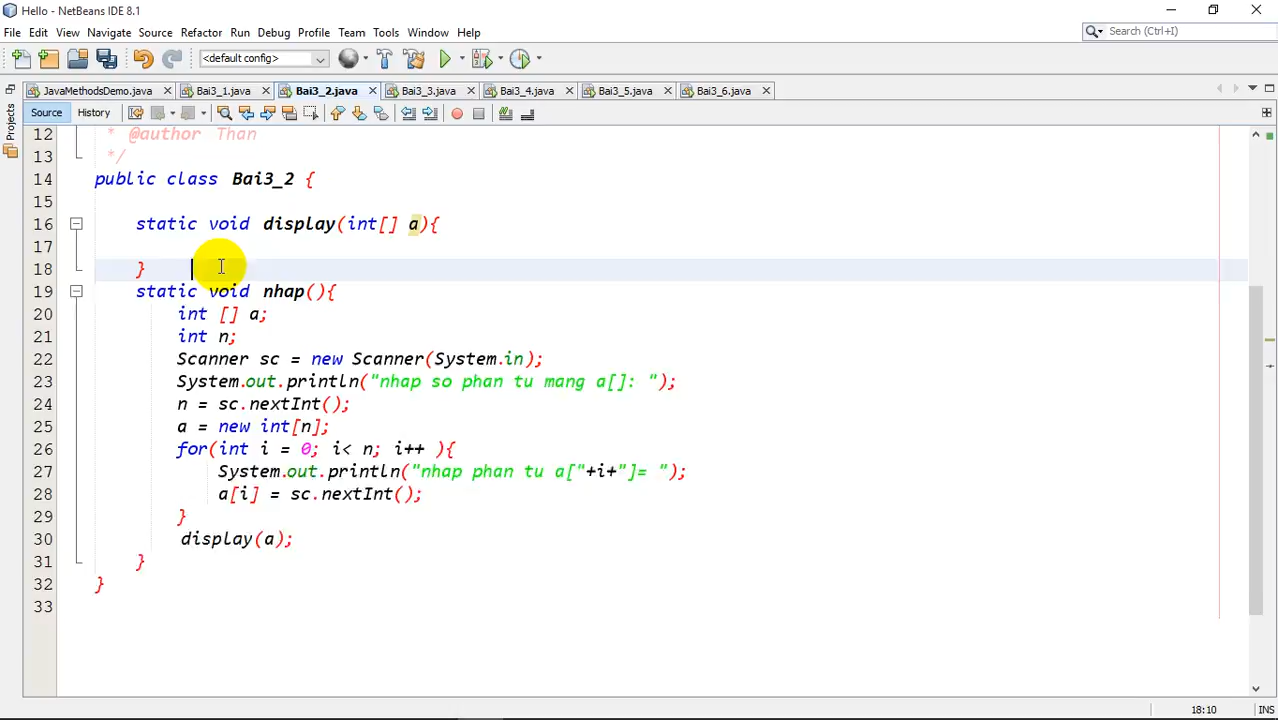 Hello - NetBeans IDE 8.1
File Edit View Navigate Source Refactor Run Debug Profile Team Tools Window Help
Search (Ctrl+I)
<default config>
JavaMethodsDemo.java Bai3_1.java Bai3_2.java Bai3_3.java Bai3_4.java Bai3_5.java Bai3_6.java
Source History
Projects
12 * @author Than
13 */
14 public class Bai3_2 {
15
16 static void display(int[] a){
17
18 }
19 static void nhap(){
20 int [] a;
21 int n;
22 Scanner sc = new Scanner(System.in);
23 System.out.println("nhap so phan tu mang a[]: ");
24 n = sc.nextInt();
25 a = new int[n];
26 for(int i = 0; i< n; i++ ){
27 System.out.println("nhap phan tu a["+i+"]= ");
28 a[i] = sc.nextInt();
29 }
30 display(a);
31 }
32 }
33
18:10 INS